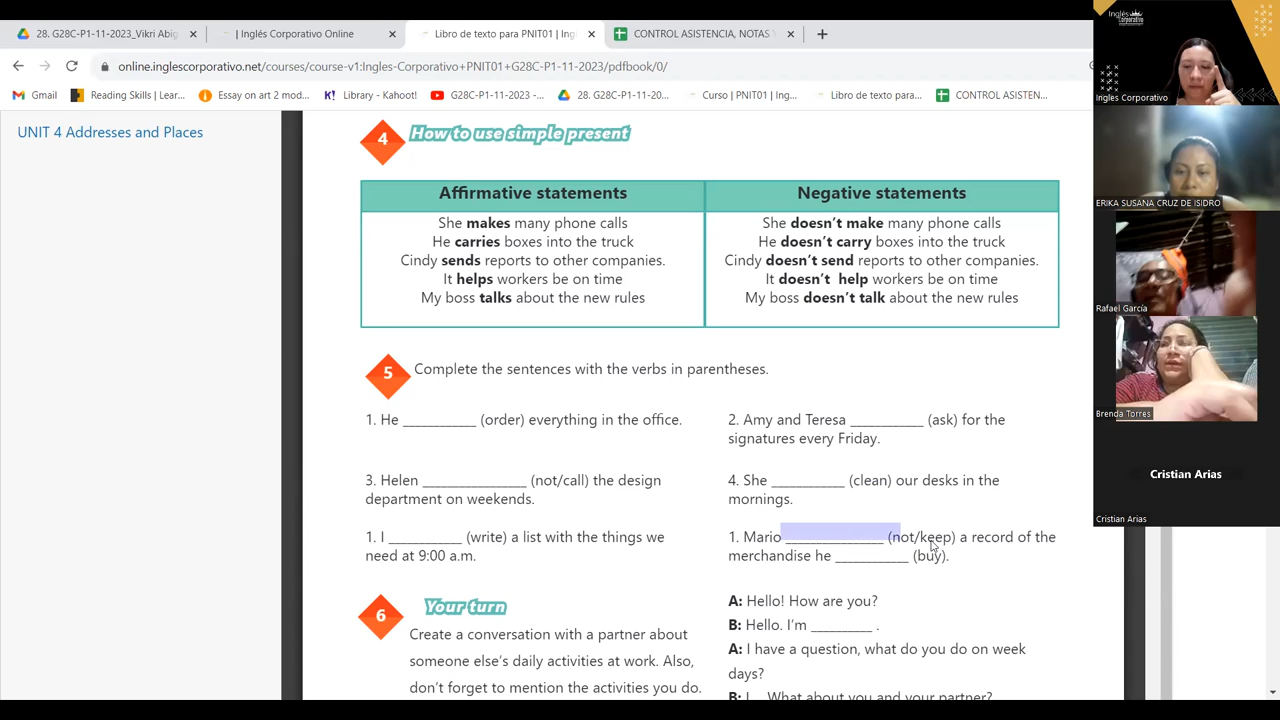 28. G28C-P1-11-2023_Vikri Abig
| Inglés Corporativo Online
Libro de texto para PNIT01 | Ing
CONTROL ASISTENCIA, NOTAS
online.inglescorporativo.net/courses/course-v1:Ingles-Corporativo+PNIT01+G28C-P1-11-2023/pdfbook/0/
Gmail
Reading Skills | Lear...
Essay on art 2 mod...
Library - Kahoot
G28C-P1-11-2023 -...
28. G28C-P1-11-20...
Curso | PNIT01 | Ing...
Libro de texto para...
CONTROL ASISTEN...
UNIT 4 Addresses and Places
4 How to use simple present
Affirmative statements
She makes many phone calls
He carries boxes into the truck
Cindy sends reports to other companies.
It helps workers be on time
My boss talks about the new rules
Negative statements
She doesn't make many phone calls
He doesn't carry boxes into the truck
Cindy doesn't send reports to other companies.
It doesn't help workers be on time
My boss doesn't talk about the new rules
5 Complete the sentences with the verbs in parentheses.
1. He __________ (order) everything in the office.
2. Amy and Teresa __________ (ask) for the
signatures every Friday.
3. Helen ______________ (not/call) the design
department on weekends.
4. She __________ (clean) our desks in the
mornings.
1. I __________ (write) a list with the things we
need at 9:00 a.m.
1. Mario ______________ (not/keep) a record of the
merchandise he __________ (buy).
6 Your turn
Create a conversation with a partner about
someone else's daily activities at work. Also,
don't forget to mention the activities you do.
A: Hello! How are you?
B: Hello. I'm ________ .
A: I have a question, what do you do on week
days?
B: I... What about you and your partner?
Inglés
Corporativo
Ingles Corporativo
ERIKA SUSANA CRUZ DE ISIDRO
Rafael García
Brenda Torres
Cristian Arias
Cristian Arias